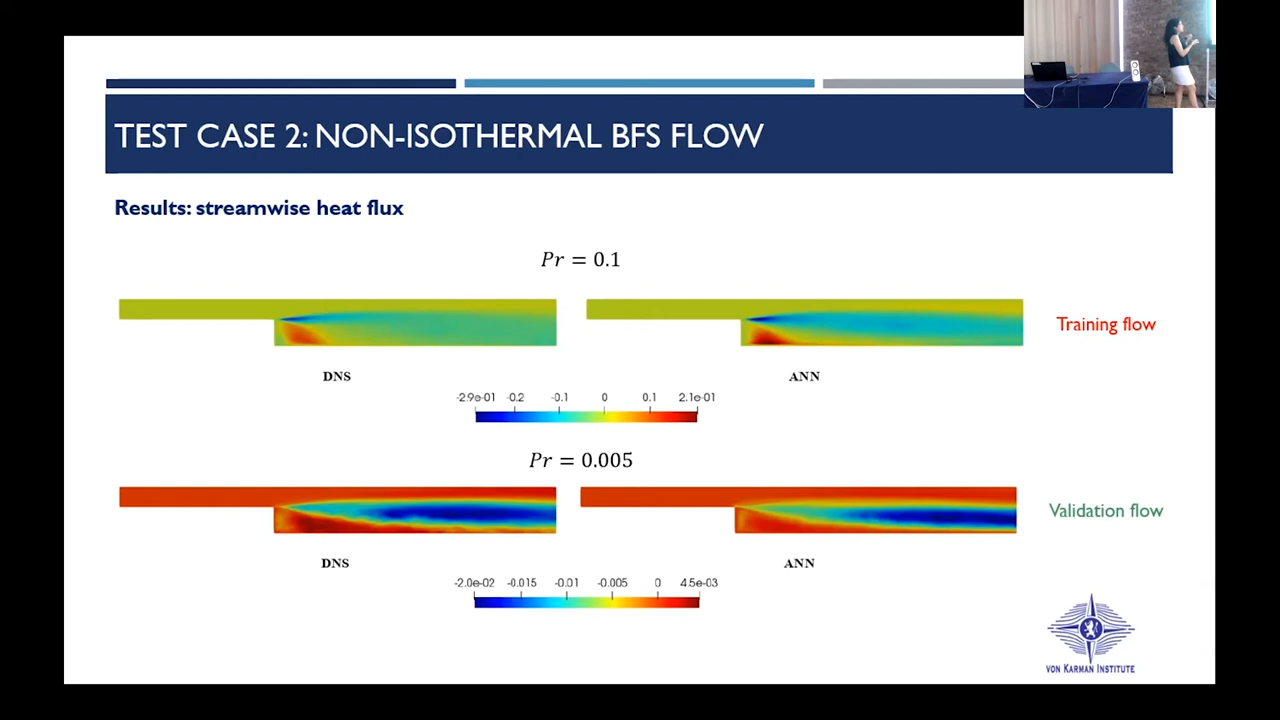 TEST CASE 2: NON-ISOTHERMAL BFS FLOW
Results: streamwise heat flux
Pr = 0.1
Training flow
DNS
ANN
-2.9e-01 -0.2 -0.1 0 0.1 2.1e-01
Pr = 0.005
Validation flow
DNS
ANN
-2.0e-02 -0.015 -0.01 -0.005 0 4.5e-03
VON KARMAN INSTITUTE